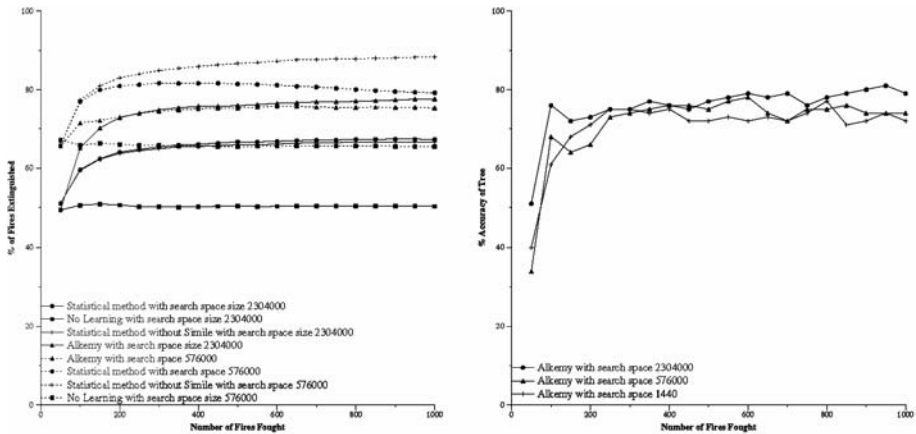 100
80
60
40
20
0
% of Fires Extinguished
Statistical method with search space size 2304000
No Learning with search space size 2304000
Statistical method without Simile with search space size 2304000
Alkemy with search space size 2304000
Alkemy with search space 576000
Statistical method with search space 576000
Statistical method without Simile with search space 576000
No Learning with search space size 576000
0 200 400 600 800 1000
Number of Fires Fought
100
80
60
40
20
0
% Accuracy of Tree
Alkemy with search space 2304000
Alkemy with search space 576000
Alkemy with search space 1440
0 200 400 600 800 1000
Number of Fires Fought